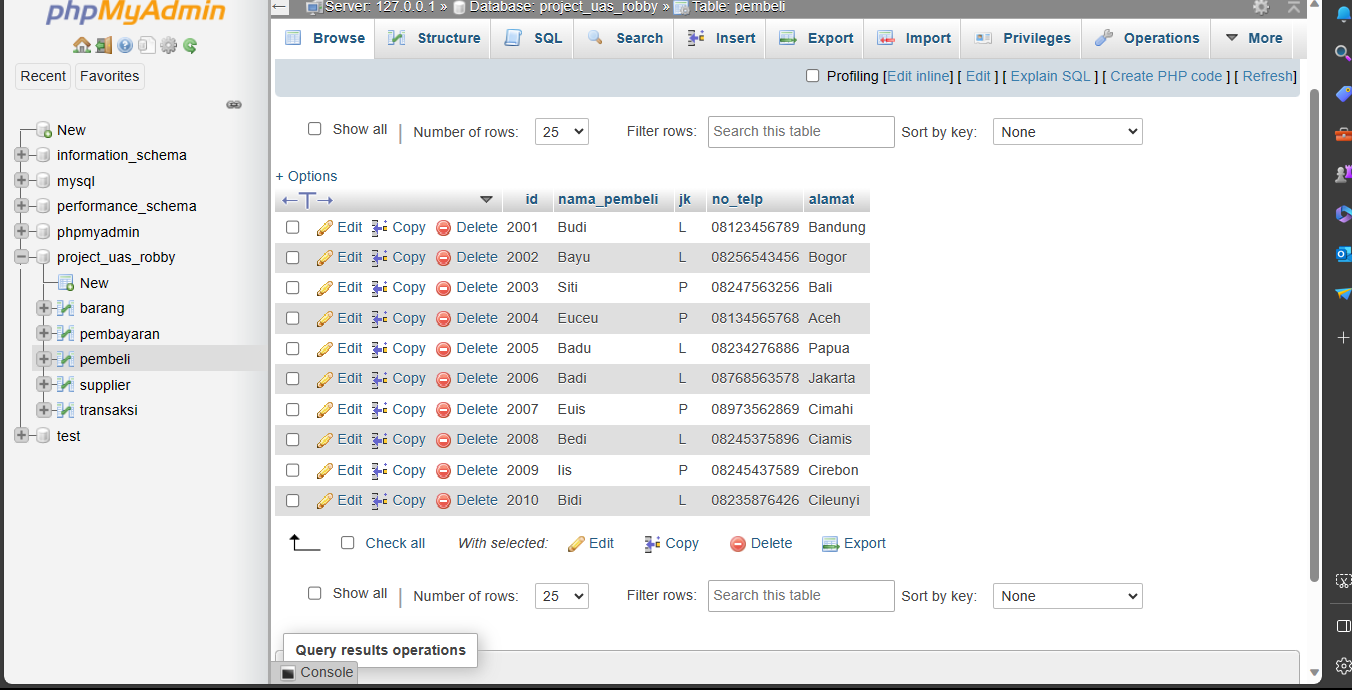 phpMyAdmin
Server: 127.0.0.1 » Database: project_uas_robby » Table: pembeli
Browse Structure SQL Search Insert Export Import Privileges Operations More
Recent Favorites
Profiling [Edit inline] [ Edit ] [ Explain SQL ] [ Create PHP code ] [ Refresh]
New
information_schema
mysql
performance_schema
phpmyadmin
project_uas_robby
New
barang
pembayaran
pembeli
supplier
transaksi
test
Show all | Number of rows: 25 Filter rows: Search this table Sort by key: None
+ Options
←T→ id nama_pembeli jk no_telp alamat
Edit Copy Delete 2001 Budi L 08123456789 Bandung
Edit Copy Delete 2002 Bayu L 08256543456 Bogor
Edit Copy Delete 2003 Siti P 08247563256 Bali
Edit Copy Delete 2004 Euceu P 08134565768 Aceh
Edit Copy Delete 2005 Badu L 08234276886 Papua
Edit Copy Delete 2006 Badi L 08768563578 Jakarta
Edit Copy Delete 2007 Euis P 08973562869 Cimahi
Edit Copy Delete 2008 Bedi L 08245375896 Ciamis
Edit Copy Delete 2009 Iis P 08245437589 Cirebon
Edit Copy Delete 2010 Bidi L 08235876426 Cileunyi
Check all With selected: Edit Copy Delete Export
Show all | Number of rows: 25 Filter rows: Search this table Sort by key: None
Query results operations
Console